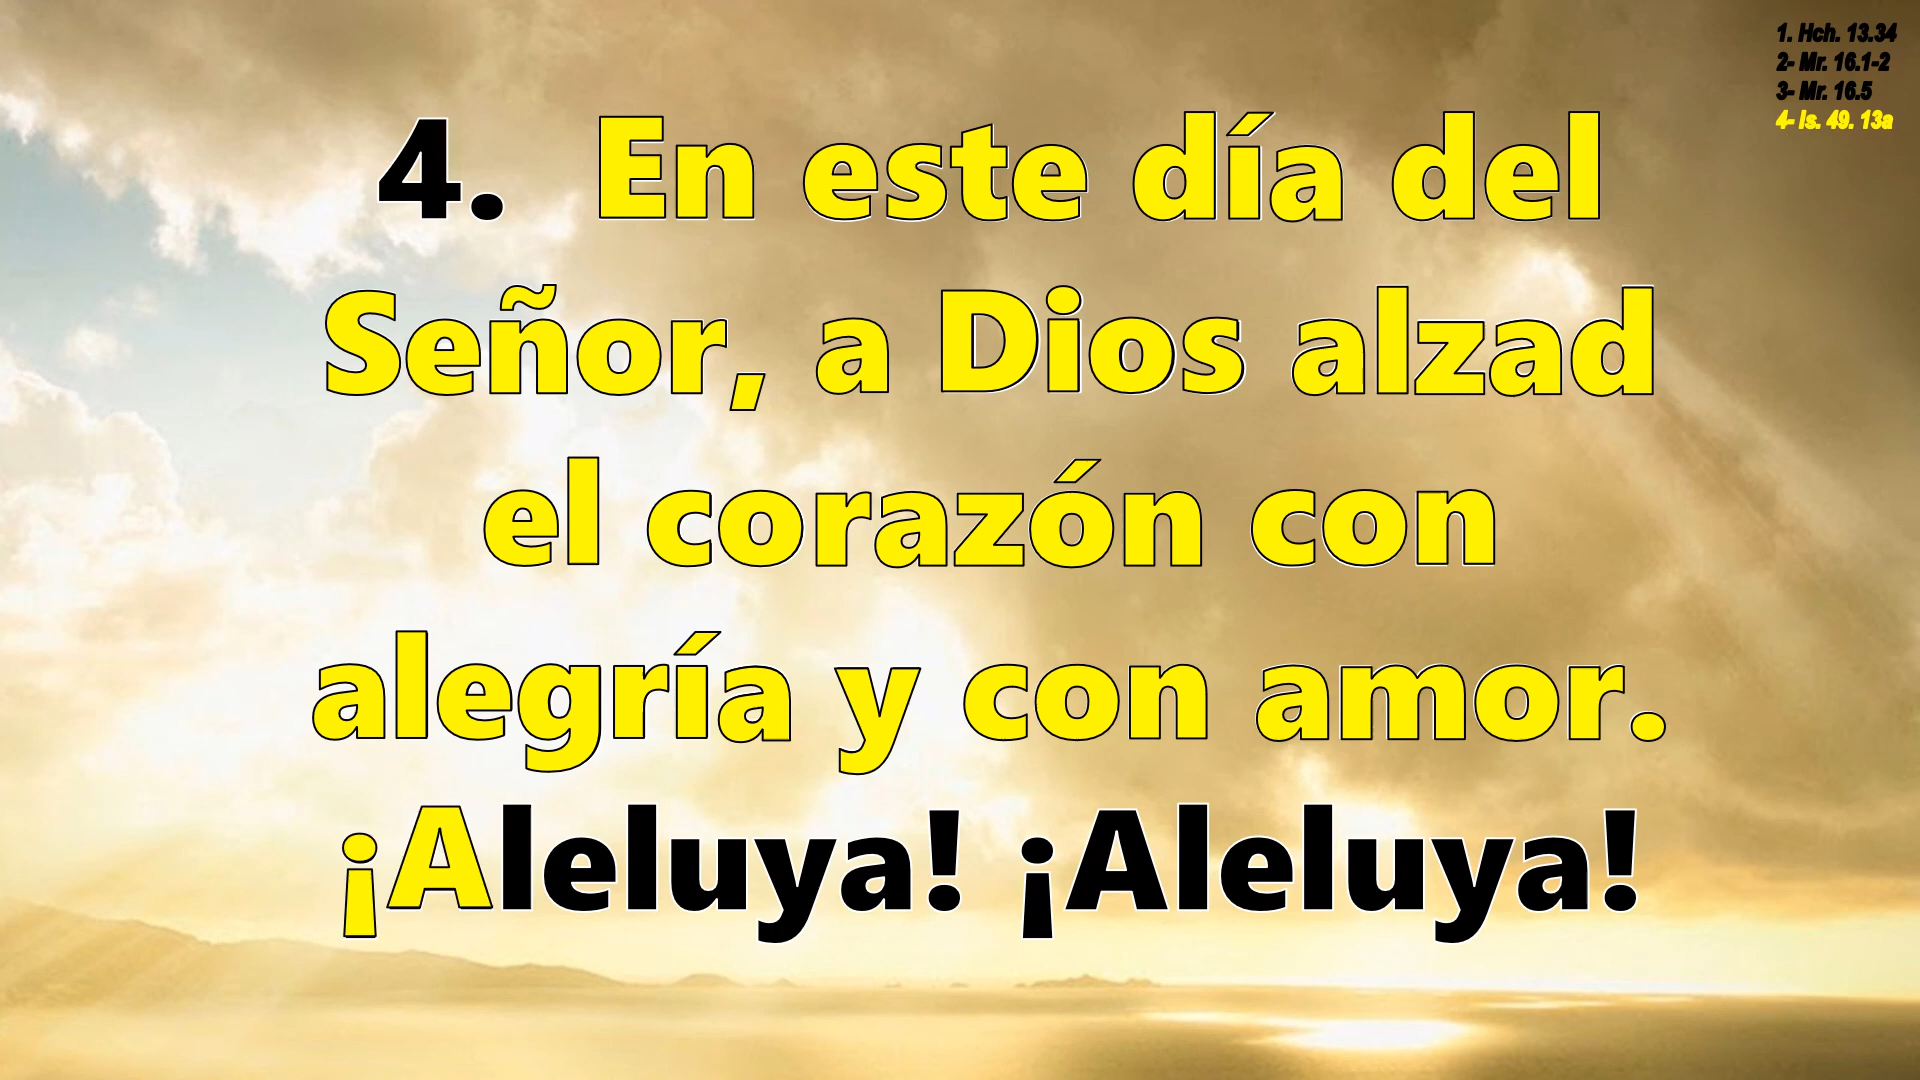 1. Hch. 13.34
2- Mr. 16.1-2
3- Mr. 16.5
4- Is. 49. 13a
4. En este día del
Señor, a Dios alzad
el corazón con
alegría y con amor.
¡Aleluya! ¡Aleluya!